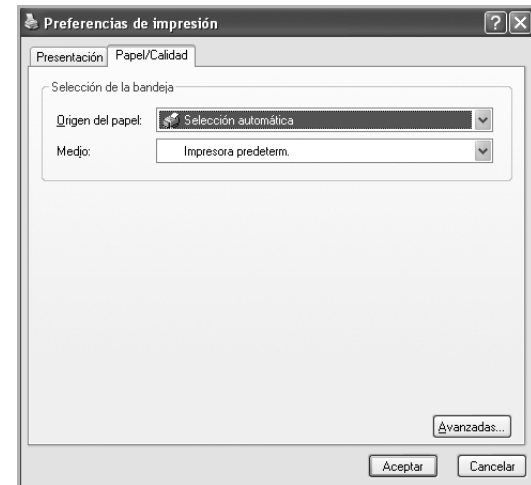 Preferencias de impresión
Presentación Papel/Calidad
Selección de la bandeja
Origen del papel: Selección automática
Medio: Impresora predeterm.
Avanzadas...
Aceptar Cancelar